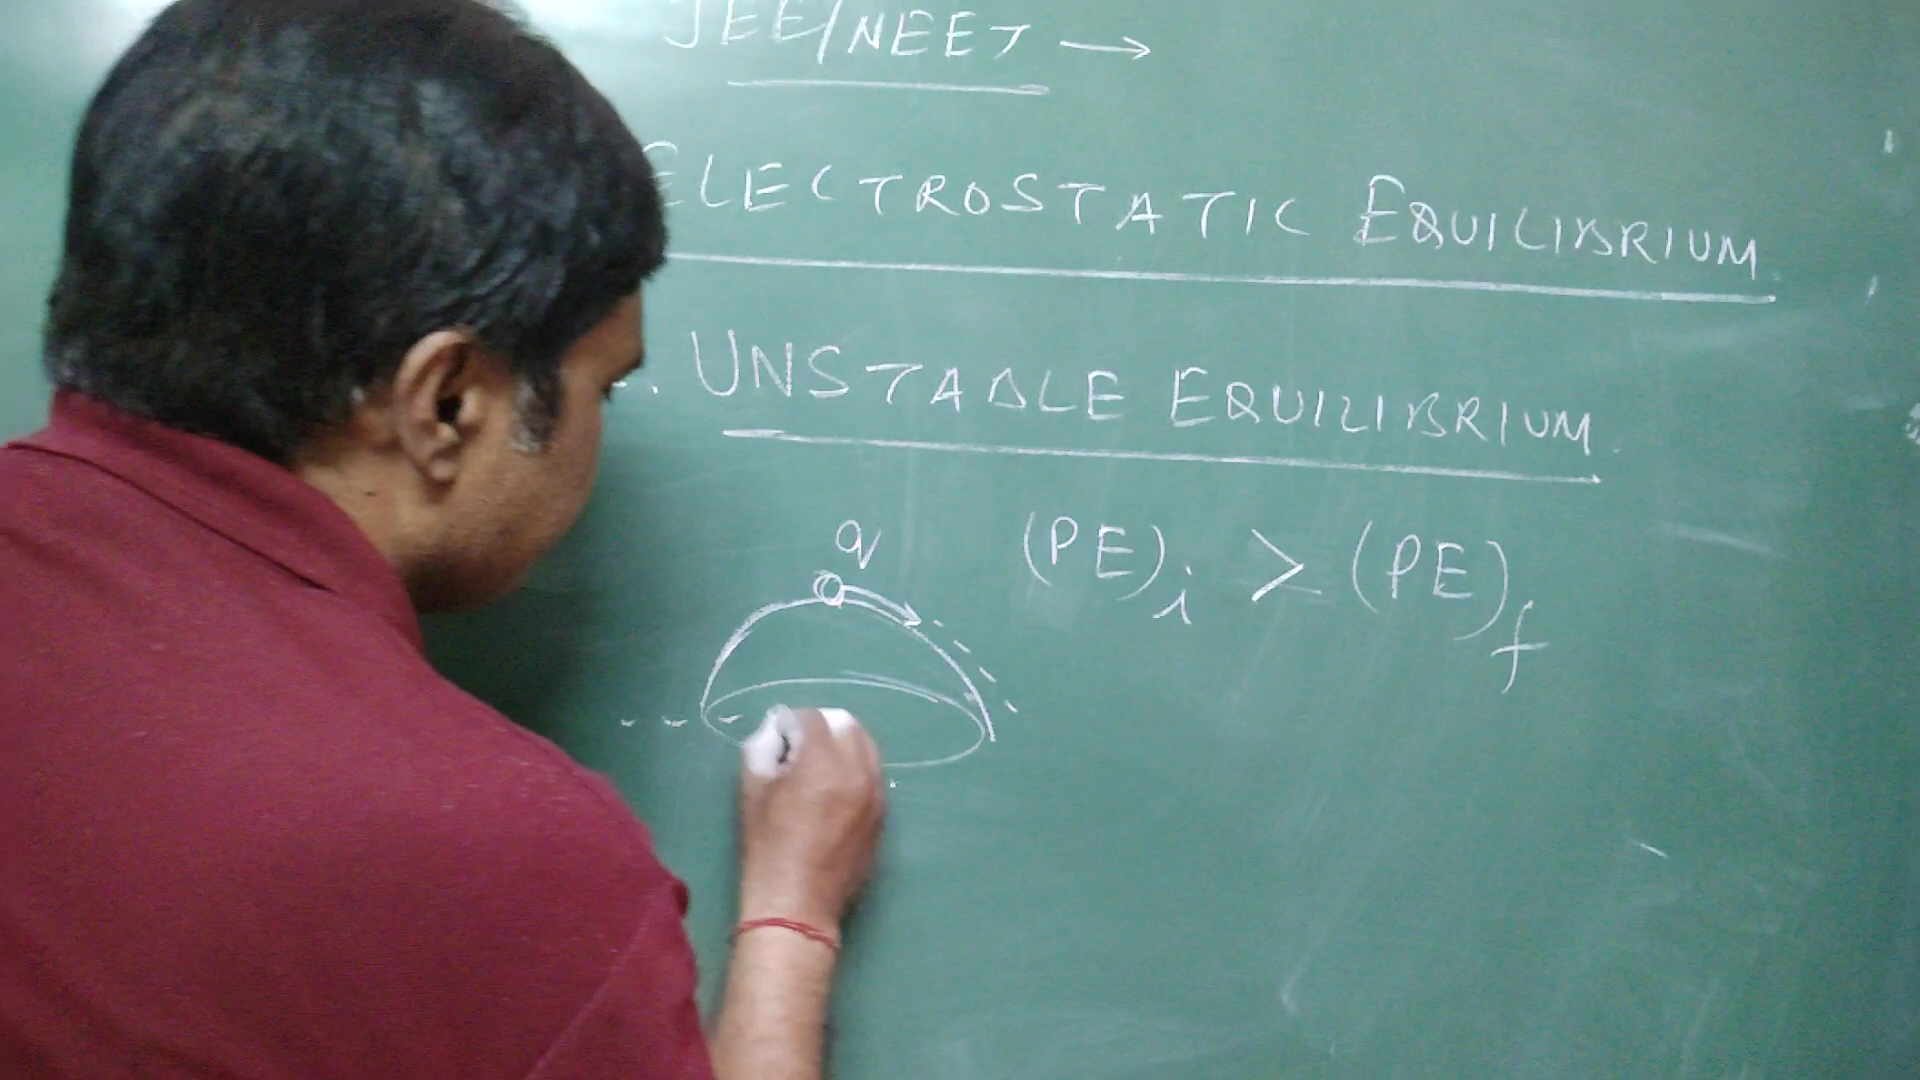 JEE/NEET →
ELECTROSTATIC EQUILIBRIUM
UNSTABLE EQUILIBRIUM.
q
(PE)i > (PE)f